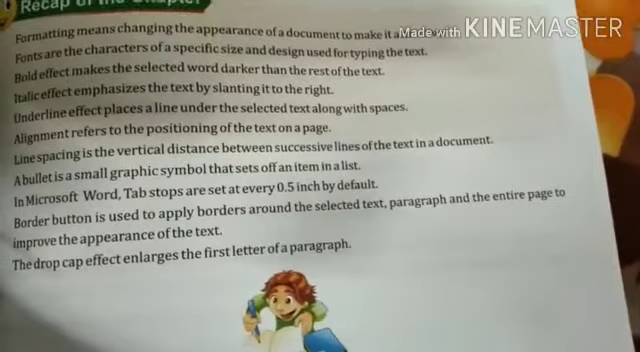 Recap of the Chapter
Made with KINEMASTER
Formatting means changing the appearance of a document to make it a
Fonts are the characters of a specific size and design used for typing the text.
Bold effect makes the selected word darker than the rest of the text.
Italic effect emphasizes the text by slanting it to the right.
Underline effect places a line under the selected text along with spaces.
Alignment refers to the positioning of the text on a page.
Line spacing is the vertical distance between successive lines of the text in a document.
A bullet is a small graphic symbol that sets off an item in a list.
In Microsoft Word, Tab stops are set at every 0.5 inch by default.
Border button is used to apply borders around the selected text, paragraph and the entire page to
improve the appearance of the text.
The drop cap effect enlarges the first letter of a paragraph.